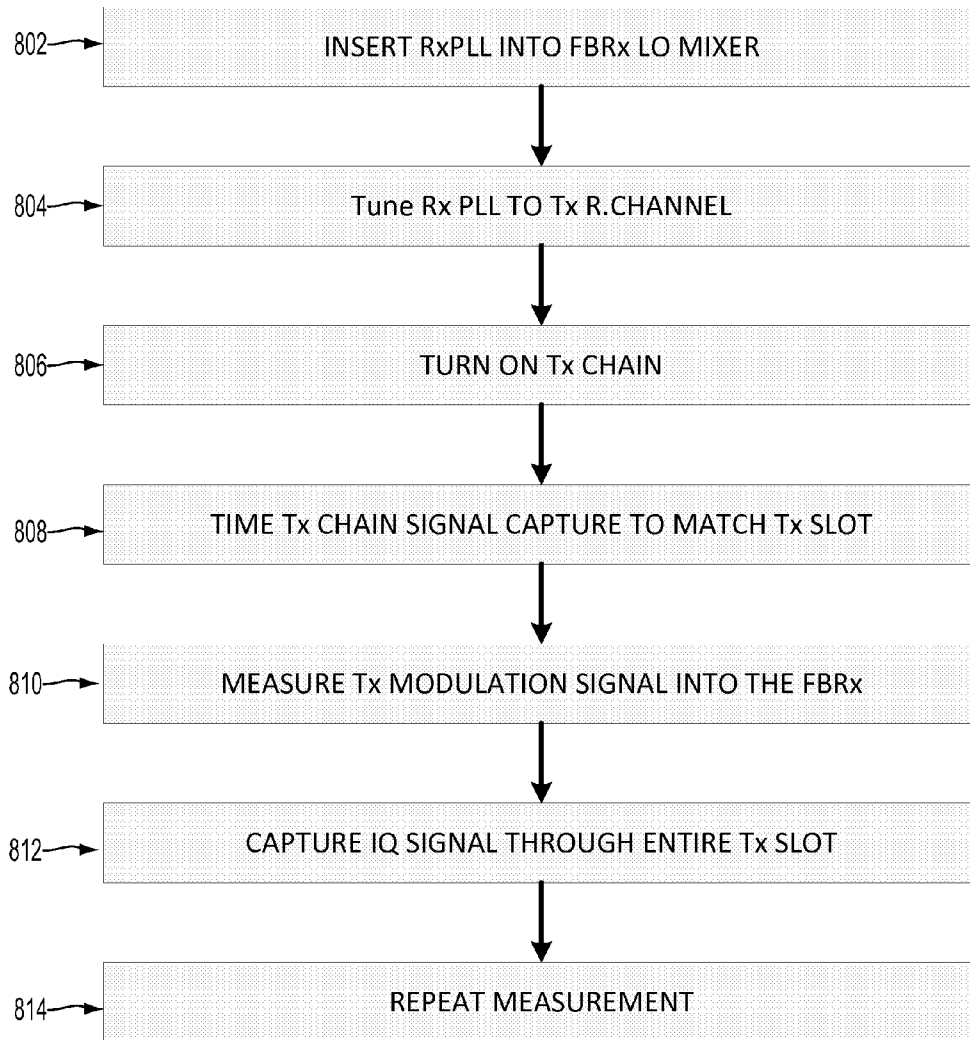 802 INSERT RxPLL INTO FBRx LO MIXER
804 Tune Rx PLL TO Tx R.CHANNEL
806 TURN ON Tx CHAIN
808 TIME Tx CHAIN SIGNAL CAPTURE TO MATCH Tx SLOT
810 MEASURE Tx MODULATION SIGNAL INTO THE FBRx
812 CAPTURE IQ SIGNAL THROUGH ENTIRE Tx SLOT
814 REPEAT MEASUREMENT